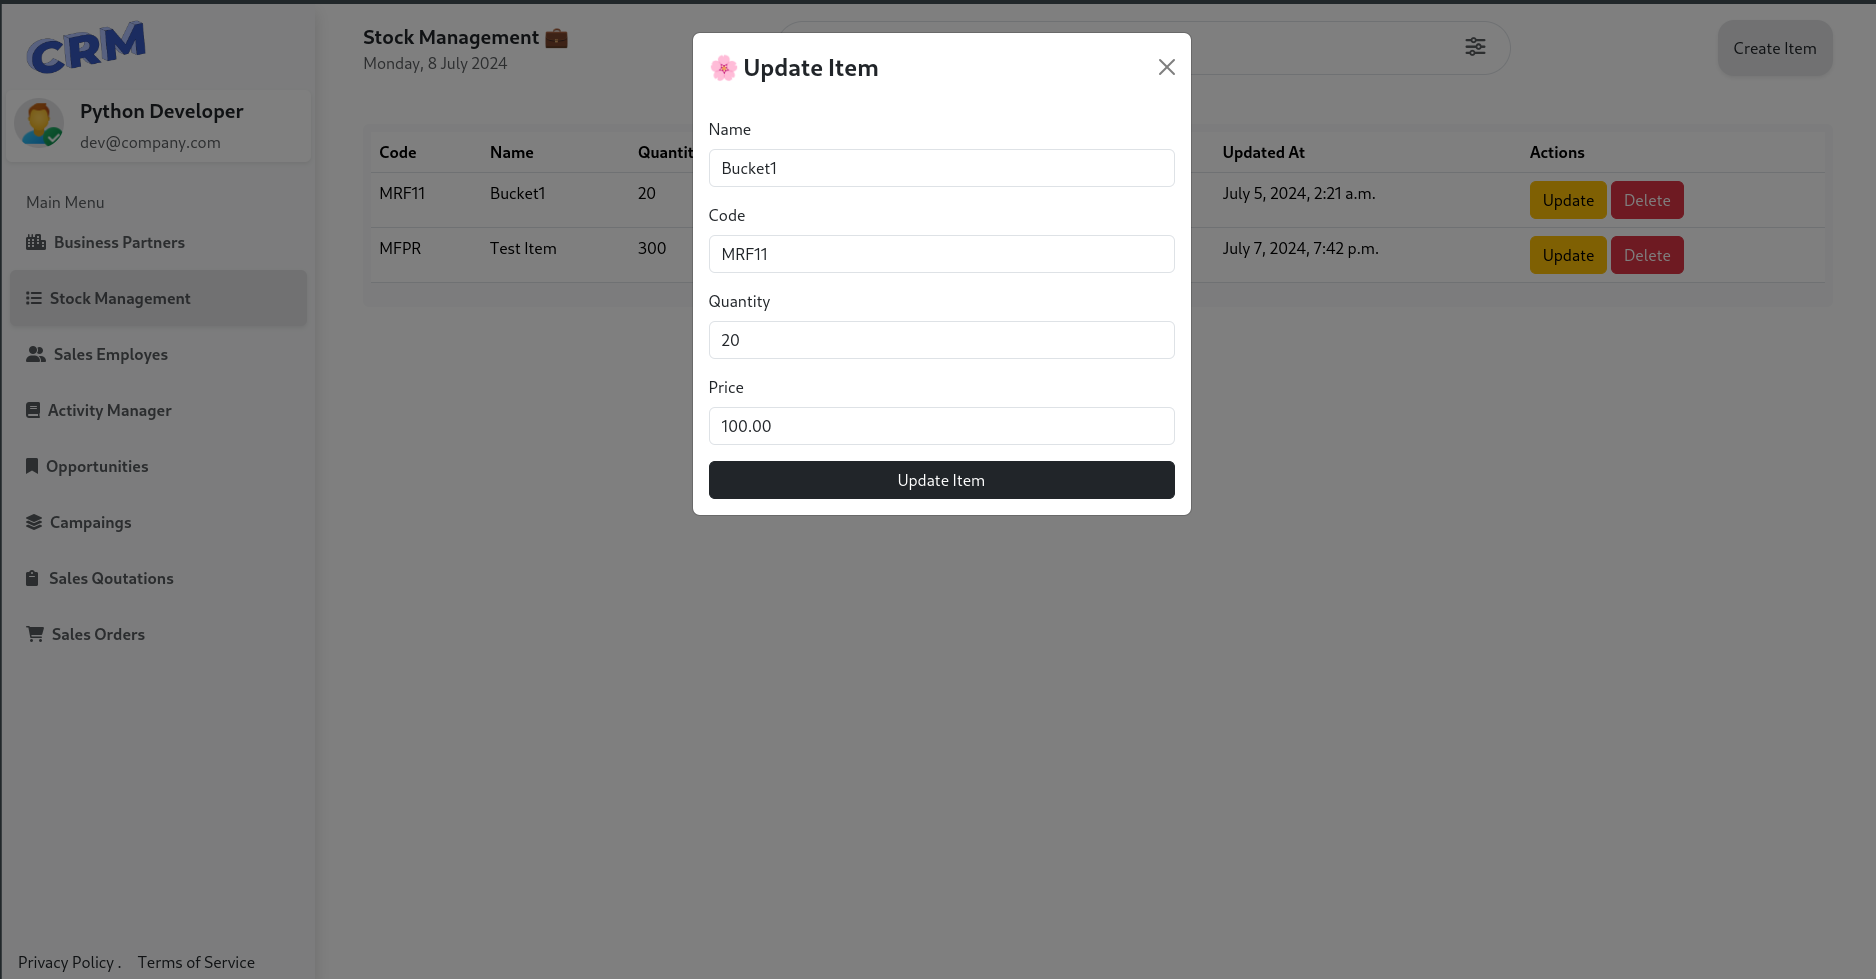 CRM
Python Developer
dev@company.com
Main Menu
Business Partners
Stock Management
Sales Employes
Activity Manager
Opportunities
Campaings
Sales Qoutations
Sales Orders
Privacy Policy .
Terms of Service
Stock Management
Monday, 8 July 2024
Create Item
Code Name Quantit Updated At Actions
MRF11 Bucket1 20 July 5, 2024, 2:21 a.m. Update Delete
MFPR Test Item 300 July 7, 2024, 7:42 p.m. Update Delete
Update Item
Name
Bucket1
Code
MRF11
Quantity
20
Price
100.00
Update Item